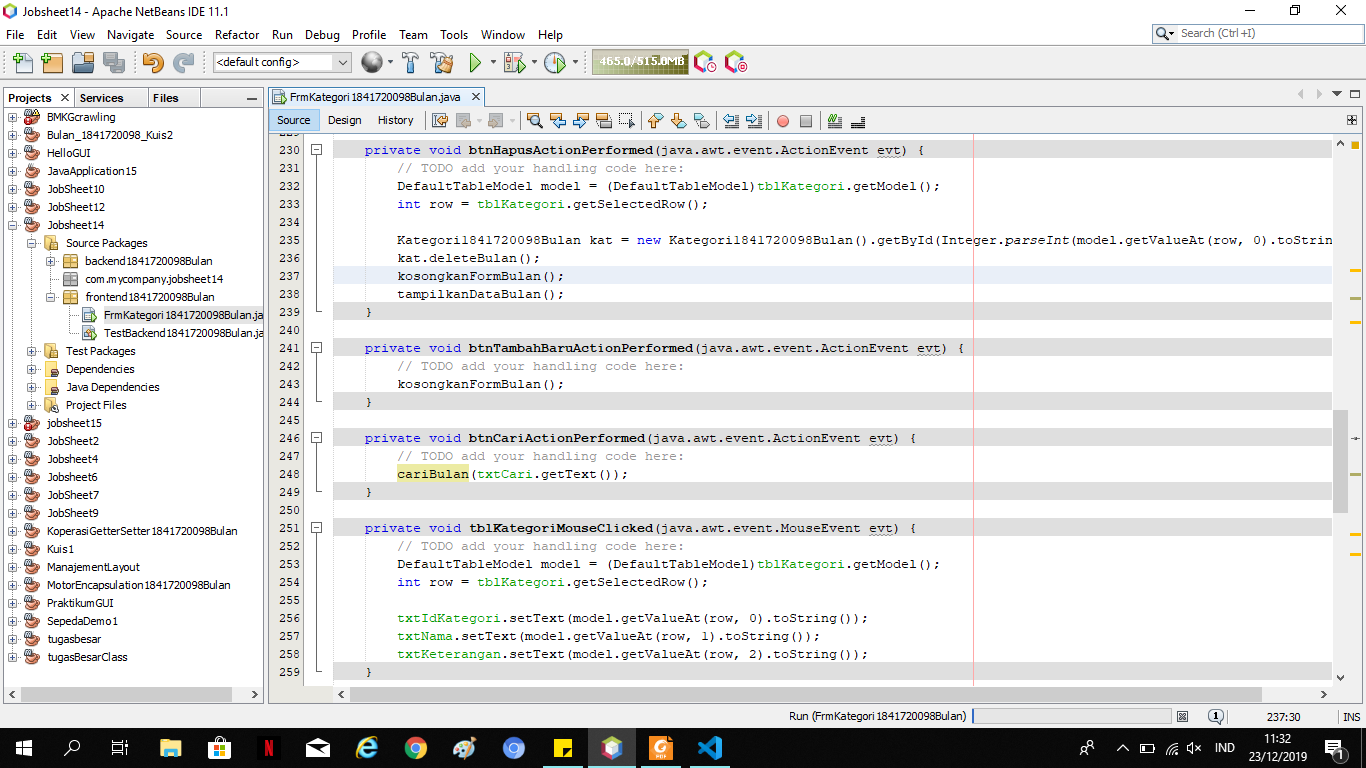 Jobsheet14 - Apache NetBeans IDE 11.1
File Edit View Navigate Source Refactor Run Debug Profile Team Tools Window Help
Search (Ctrl+I)
<default config>
465.0/515.0MB
Projects Services Files
FrmKategori1841720098Bulan.java
Source Design History
BMKGcrawling
Bulan_1841720098_Kuis2
HelloGUI
JavaApplication15
JobSheet10
JobSheet12
Jobsheet14
Source Packages
backend1841720098Bulan
com.mycompany.jobsheet14
frontend1841720098Bulan
FrmKategori1841720098Bulan.ja
TestBackend1841720098Bulan.ja
Test Packages
Dependencies
Java Dependencies
Project Files
jobsheet15
JobSheet2
Jobsheet4
Jobsheet6
JobSheet7
JobSheet9
KoperasiGetterSetter1841720098Bulan
Kuis1
ManajementLayout
MotorEncapsulation1841720098Bulan
PraktikumGUI
SepedaDemo1
tugasbesar
tugasBesarClass
229
230 private void btnHapusActionPerformed(java.awt.event.ActionEvent evt) {
231 // TODO add your handling code here:
232 DefaultTableModel model = (DefaultTableModel)tblKategori.getModel();
233 int row = tblKategori.getSelectedRow();
234
235 Kategori1841720098Bulan kat = new Kategori1841720098Bulan().getById(Integer.parseInt(model.getValueAt(row, 0).toStrin
236 kat.deleteBulan();
237 kosongkanFormBulan();
238 tampilkanDataBulan();
239 }
240
241 private void btnTambahBaruActionPerformed(java.awt.event.ActionEvent evt) {
242 // TODO add your handling code here:
243 kosongkanFormBulan();
244 }
245
246 private void btnCariActionPerformed(java.awt.event.ActionEvent evt) {
247 // TODO add your handling code here:
248 cariBulan(txtCari.getText());
249 }
250
251 private void tblKategoriMouseClicked(java.awt.event.MouseEvent evt) {
252 // TODO add your handling code here:
253 DefaultTableModel model = (DefaultTableModel)tblKategori.getModel();
254 int row = tblKategori.getSelectedRow();
255
256 txtIdKategori.setText(model.getValueAt(row, 0).toString());
257 txtNama.setText(model.getValueAt(row, 1).toString());
258 txtKeterangan.setText(model.getValueAt(row, 2).toString());
259 }
Run (FrmKategori1841720098Bulan) 1 237:30 INS
IND
11:32
23/12/2019
1